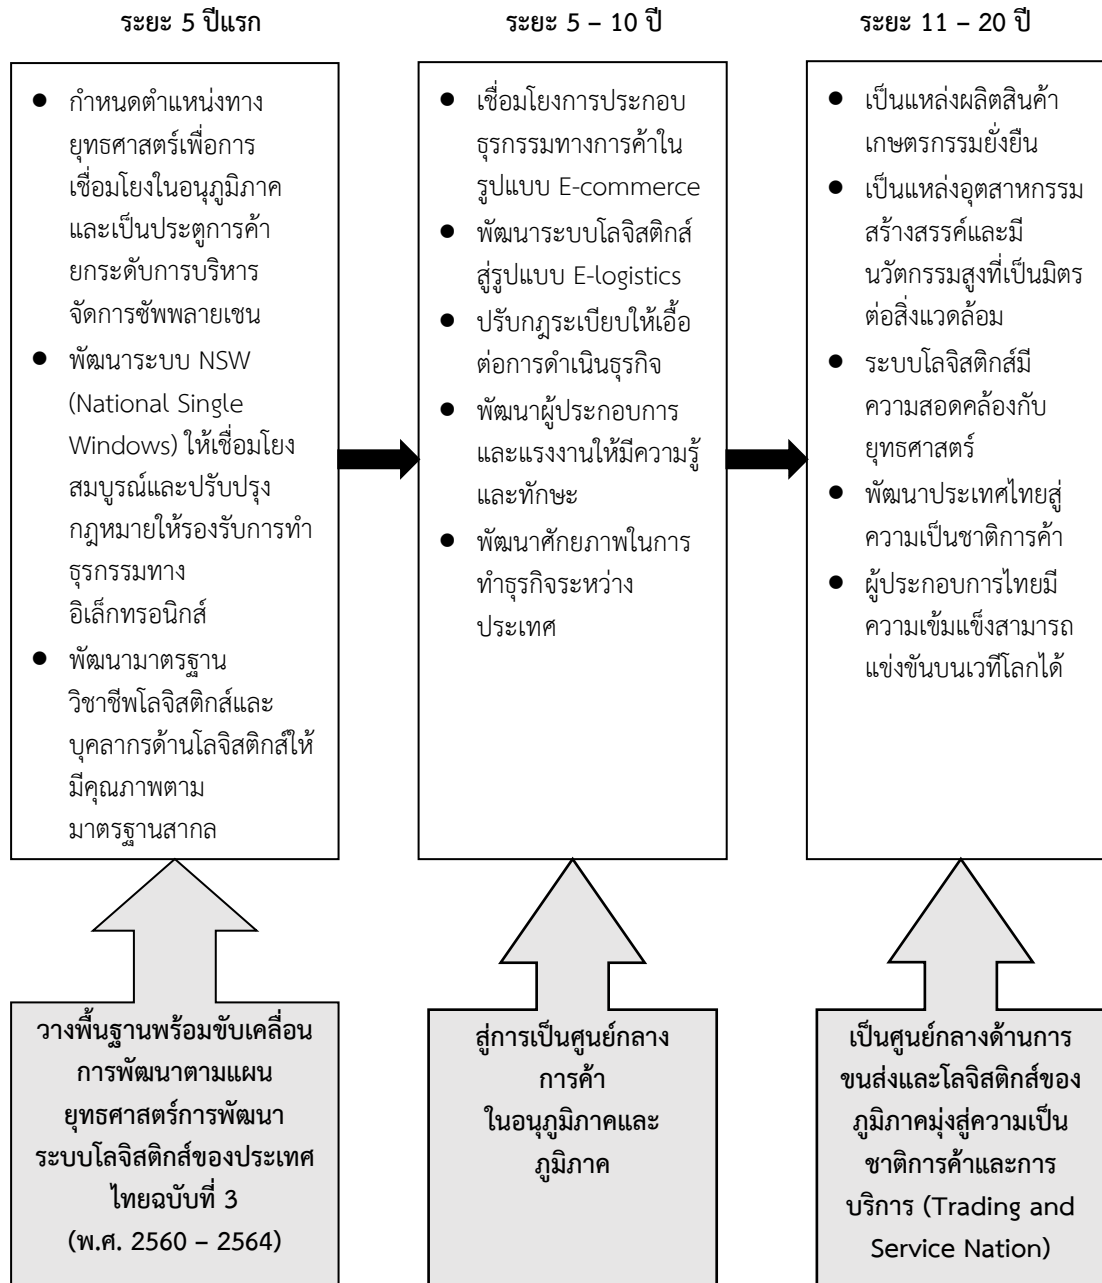 ระยะ 5 ปีแรก
กำหนดตำแหน่งทาง
ยุทธศาสตร์เพื่อการ
เชื่อมโยงในอนุภูมิภาค
และเป็นประตูการค้า
ยกระดับการบริหาร
จัดการซัพพลายเชน
พัฒนาระบบ NSW
(National Single
Windows) ให้เชื่อมโยง
สมบูรณ์และปรับปรุง
กฎหมายให้รองรับการทำ
ธุรกรรมทาง
อิเล็กทรอนิกส์
พัฒนามาตรฐาน
วิชาชีพโลจิสติกส์และ
บุคลากรด้านโลจิสติกส์ให้
มีคุณภาพตาม
มาตรฐานสากล
วางพื้นฐานพร้อมขับเคลื่อน
การพัฒนาตามแผน
ยุทธศาสตร์การพัฒนา
ระบบโลจิสติกส์ของประเทศ
ไทยฉบับที่ 3
(พ.ศ. 2560 – 2564)
ระยะ 5 – 10 ปี
เชื่อมโยงการประกอบ
ธุรกรรมทางการค้าใน
รูปแบบ E-commerce
พัฒนาระบบโลจิสติกส์
สู่รูปแบบ E-logistics
ปรับกฎระเบียบให้เอื้อ
ต่อการดำเนินธุรกิจ
พัฒนาผู้ประกอบการ
และแรงงานให้มีความรู้
และทักษะ
พัฒนาศักยภาพในการ
ทำธุรกิจระหว่าง
ประเทศ
สู่การเป็นศูนย์กลาง
การค้า
ในอนุภูมิภาคและ
ภูมิภาค
ระยะ 11 – 20 ปี
เป็นแหล่งผลิตสินค้า
เกษตรกรรมยั่งยืน
เป็นแหล่งอุตสาหกรรม
สร้างสรรค์และมี
นวัตกรรมสูงที่เป็นมิตร
ต่อสิ่งแวดล้อม
ระบบโลจิสติกส์มี
ความสอดคล้องกับ
ยุทธศาสตร์
พัฒนาประเทศไทยสู่
ความเป็นชาติการค้า
ผู้ประกอบการไทยมี
ความเข้มแข็งสามารถ
แข่งขันบนเวทีโลกได้
เป็นศูนย์กลางด้านการ
ขนส่งและโลจิสติกส์ของ
ภูมิภาคมุ่งสู่ความเป็น
ชาติการค้าและการ
บริการ (Trading and
Service Nation)